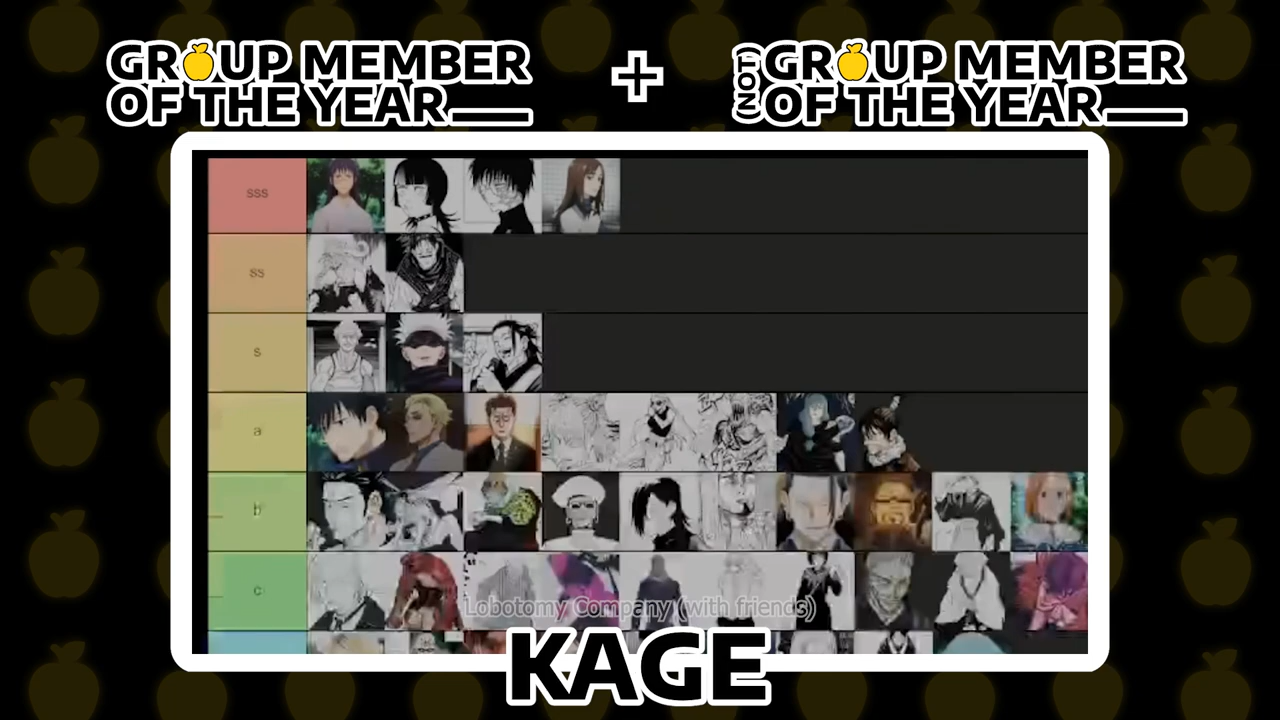 GROUP MEMBER
OF THE YEAR
+
(NOT) GROUP MEMBER
OF THE YEAR
sss
ss
s
a
b
c
Lobotomy Company (with friends)
KAGE